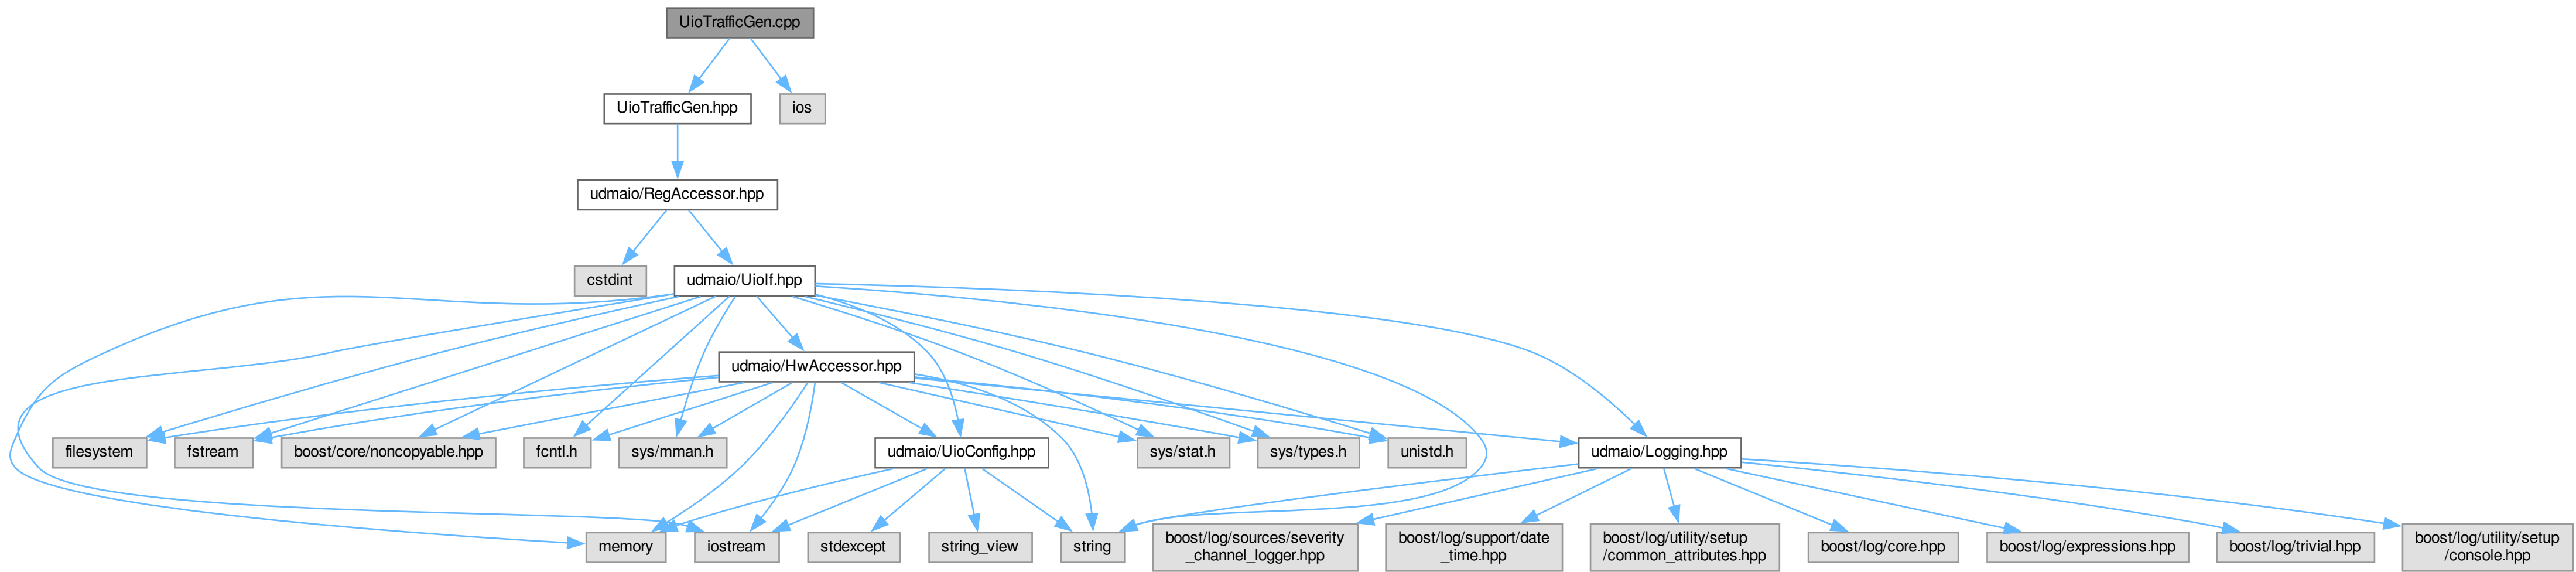 UioTrafficGen.cpp
UioTrafficGen.hpp
ios
udmaio/RegAccessor.hpp
cstdint
udmaio/UioIf.hpp
udmaio/HwAccessor.hpp
filesystem
fstream
boost/core/noncopyable.hpp
fcntl.h
sys/mman.h
udmaio/UioConfig.hpp
sys/stat.h
sys/types.h
unistd.h
udmaio/Logging.hpp
memory
iostream
stdexcept
string_view
string
boost/log/sources/severity
_channel_logger.hpp
boost/log/support/date
_time.hpp
boost/log/utility/setup
/common_attributes.hpp
boost/log/core.hpp
boost/log/expressions.hpp
boost/log/trivial.hpp
boost/log/utility/setup
/console.hpp